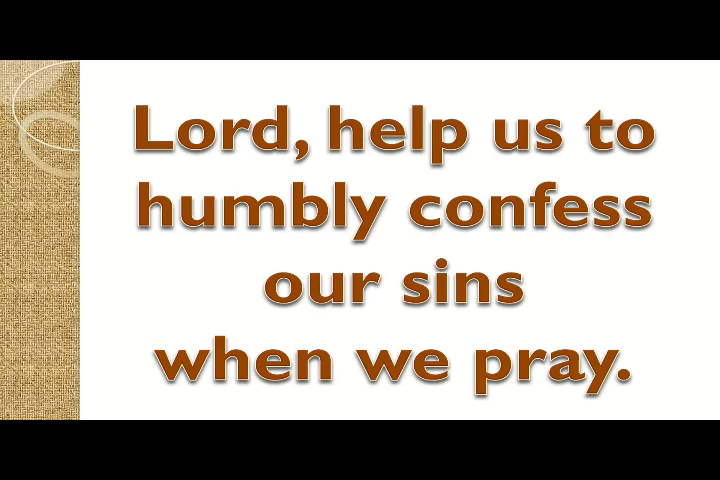 Lord, help us to
humbly confess
our sins
when we pray.